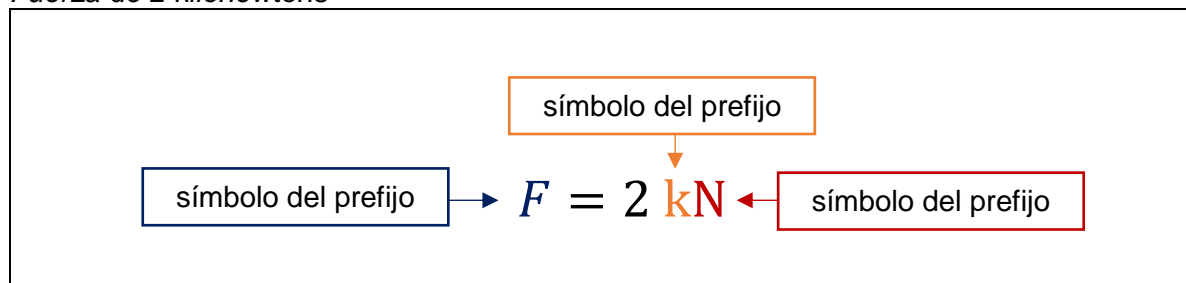 Fuerza de 2 kilonewtons
símbolo del prefijo
símbolo del prefijo F = 2 kN símbolo del prefijo